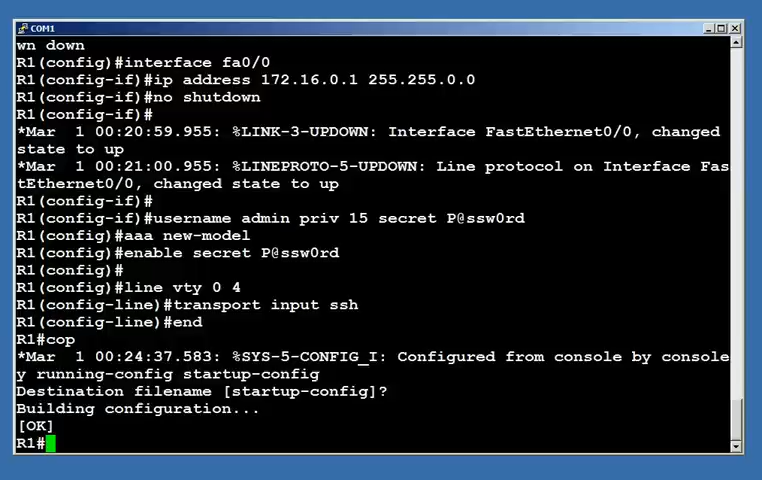 COM1
wn down
R1(config)#interface fa0/0
R1(config-if)#ip address 172.16.0.1 255.255.0.0
R1(config-if)#no shutdown
R1(config-if)#
*Mar  1 00:20:59.955: %LINK-3-UPDOWN: Interface FastEthernet0/0, changed
state to up
*Mar  1 00:21:00.955: %LINEPROTO-5-UPDOWN: Line protocol on Interface Fas
tEthernet0/0, changed state to up
R1(config-if)#
R1(config-if)#username admin priv 15 secret P@ssw0rd
R1(config)#aaa new-model
R1(config)#enable secret P@ssw0rd
R1(config)#
R1(config)#line vty 0 4
R1(config-line)#transport input ssh
R1(config-line)#end
R1#cop
*Mar  1 00:24:37.583: %SYS-5-CONFIG_I: Configured from console by console
y running-config startup-config
Destination filename [startup-config]?
Building configuration...
[OK]
R1#